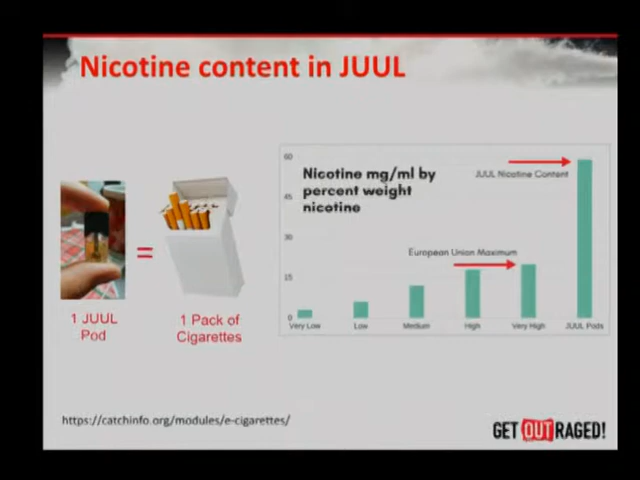 Nicotine content in JUUL
60
Nicotine mg/ml by
percent weight
nicotine
JUUL Nicotine Content
45
30
European Union Maximum
15
0
Very Low
Low
Medium
High
Very High
JUUL Pods
=
1 JUUL
Pod
1 Pack of
Cigarettes
https://catchinfo.org/modules/e-cigarettes/
GET OUTRAGED!